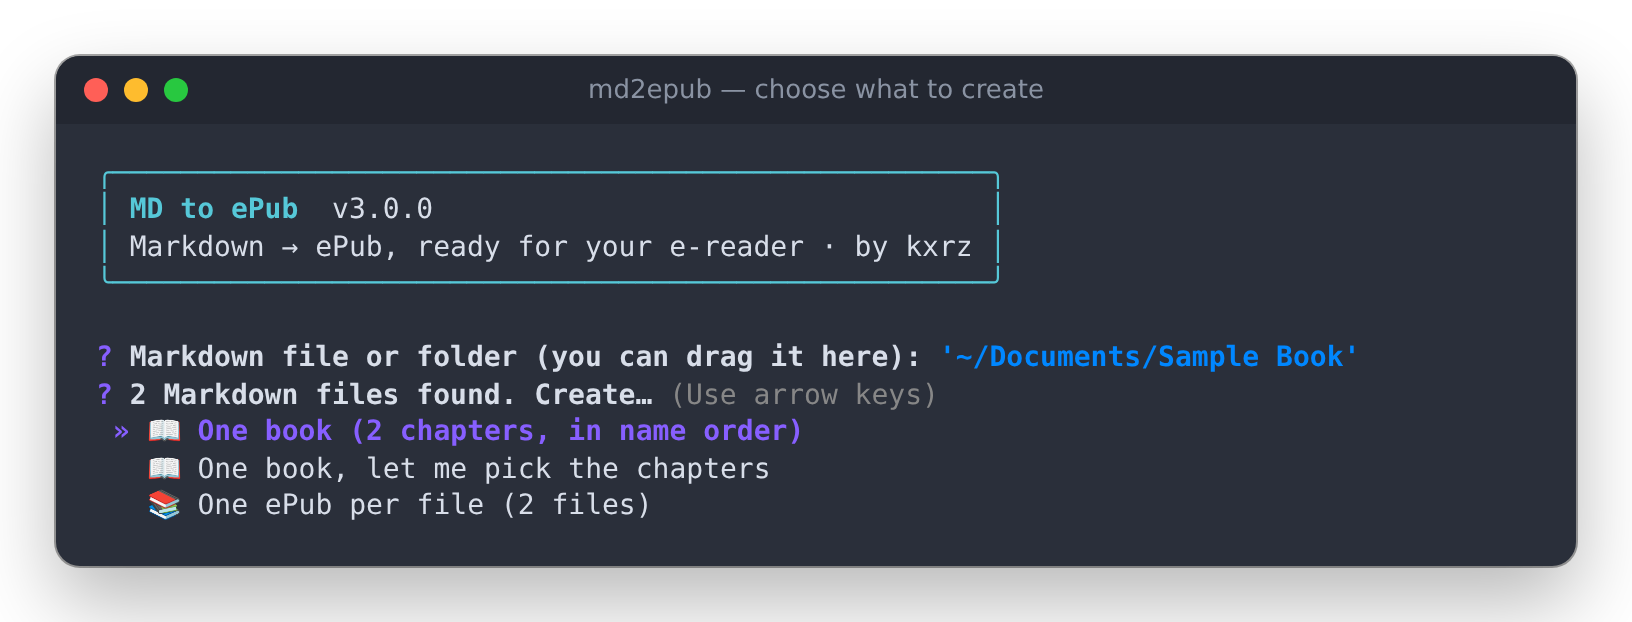 md2epub — choose what to create
MD to ePub  v3.0.0
Markdown → ePub, ready for your e-reader · by kxrz
? Markdown file or folder (you can drag it here): '~/Documents/Sample Book'
? 2 Markdown files found. Create… (Use arrow keys)
» 📖 One book (2 chapters, in name order)
📖 One book, let me pick the chapters
📚 One ePub per file (2 files)